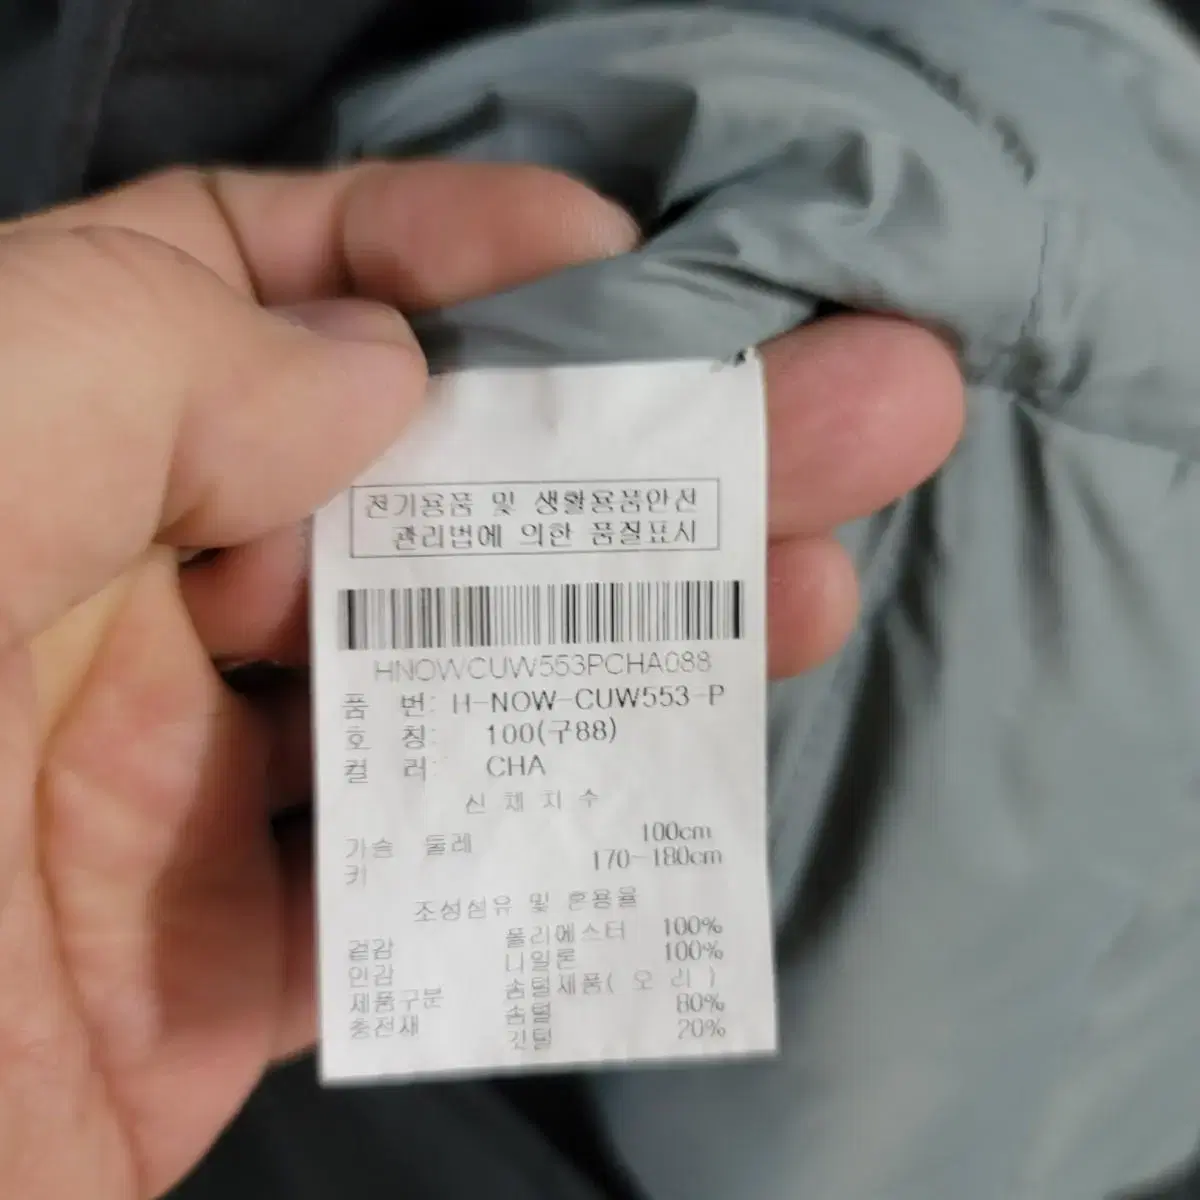 전기용품 및 생활용품안전
관리법에 의한 품질표시
HNOWCUW553PCHA088
품 번: H-NOW-CUW553-P
호 칭: 100(구88)
컬 러: CHA
신 체 치 수
가슴 둘레 100cm
키 170-180cm
조성섬유 및 혼용율
겉감 폴리에스터 100%
안감 나일론 100%
제품구분 솜털제품( 오 리 )
충전재 솜털 80%
깃털 20%